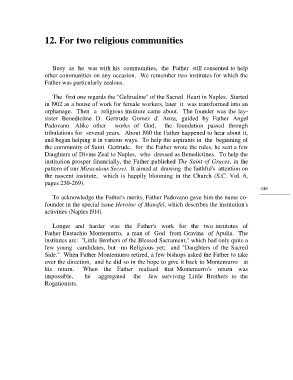 12. For two religious communities
Busy as he was with his communities, the Father still consented to help
other communities on any occasion. We remember two institutes for which the
Father was particularly zealous.
The first one regards the "Geltrudine" of the Sacred Heart in Naples. Started
in 1902 as a house of work for female workers, later it was transformed into an
orphanage. Then a religious institute came about. The founder was the lay-
sister Benedictine D. Gertrude Gomez d' Auza, guided by Father Angel
Padovano. Alike other works of God, the foundation passed through
tribulations for several years. About 1910 the Father happened to hear about it,
and began helping it in various ways. To help the aspirants in the beginning of
the community of Saint Gertrude, for the Father wrote the rules, he sent a few
Daughters of Divine Zeal to Naples, who dressed as Benedictines. To help the
institution prosper financially, the Father published The Saint of Graces, in the
pattern of our Miraculous Secret. It aimed at drawing the faithful's attention on
the nascent institute, which is happily blooming in the Church (S.C. Vol. 6,
pages 230-269).
446
To acknowledge the Father's merits, Father Padovano gave him the name co-
founder in the special issue Heroine of Manafel, which describes the institution's
activities (Naples 1914).
Longer and harder was the Father's work for the two institutes of
Father Eustachio Montemurro, a man of God from Gravina of Apulia. The
institutes are: "Little Brothers of the Blessed Sacrament," which had only quite a
few young candidates, but no Religious yet; and "Daughters of the Sacred
Side." When Father Montemurro retired, a few bishops asked the Father to take
over the direction, and he did so in the hope to give it back to Montemurro at
his return. When the Father realized that Montemurro's return was
impossible, he aggregated the few surviving Little Brothers to the
Rogationists.